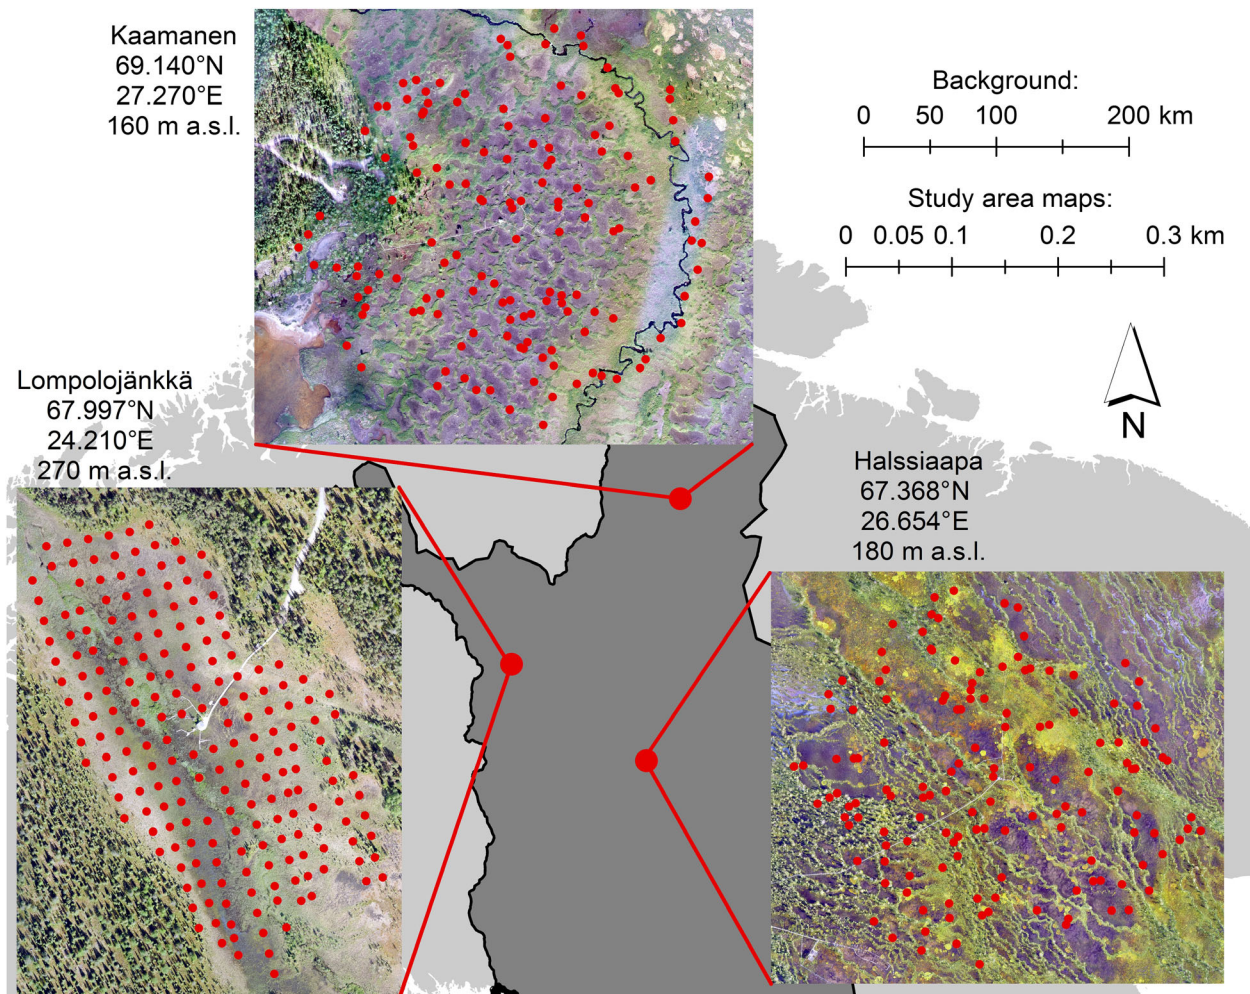 Kaamanen
69.140°N
27.270°E
160 m a.s.l.
Background:
0 50 100 200 km
Study area maps:
0 0.05 0.1 0.2 0.3 km
N
Lompolojänkkä
67.997°N
24.210°E
270 m a.s.l.
Halssiaapa
67.368°N
26.654°E
180 m a.s.l.